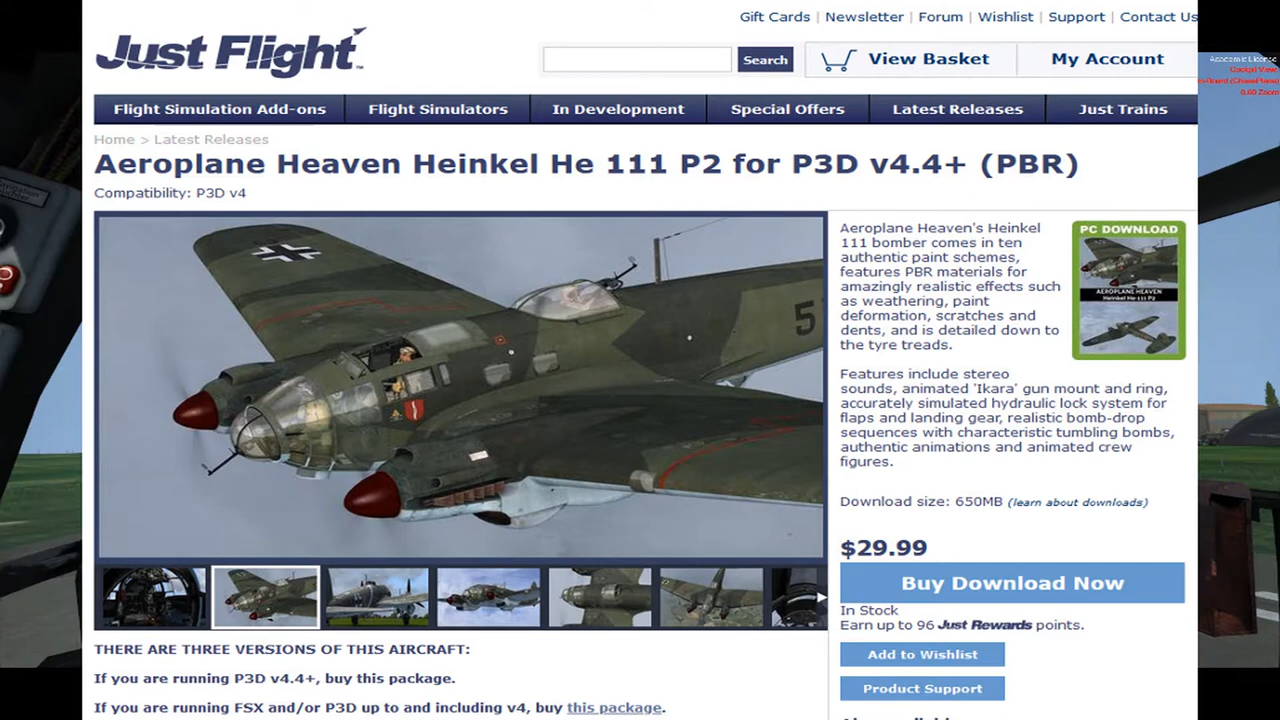 Gift Cards | Newsletter | Forum | Wishlist | Support | Contact Us
Just Flight
Search
View Basket
My Account
Academic License
Cockpit View
0.60 Zoom
Flight Simulation Add-ons
Flight Simulators
In Development
Special Offers
Latest Releases
Just Trains
Home > Latest Releases
Aeroplane Heaven Heinkel He 111 P2 for P3D v4.4+ (PBR)
Compatibility: P3D v4
Aeroplane Heaven's Heinkel
111 bomber comes in ten
authentic paint schemes,
features PBR materials for
amazingly realistic effects such
as weathering, paint
deformation, scratches and
dents, and is detailed down to
the tyre treads.
PC DOWNLOAD
AEROPLANE HEAVEN
Heinkel He 111 P2
5
Features include stereo
sounds, animated 'Ikara' gun mount and ring,
accurately simulated hydraulic lock system for
flaps and landing gear, realistic bomb-drop
sequences with characteristic tumbling bombs,
authentic animations and animated crew
figures.
Download size: 650MB (learn about downloads)
$29.99
Buy Download Now
In Stock
Earn up to 96 Just Rewards points.
Add to Wishlist
Product Support
THERE ARE THREE VERSIONS OF THIS AIRCRAFT:
If you are running P3D v4.4+, buy this package.
If you are running FSX and/or P3D up to and including v4, buy this package.